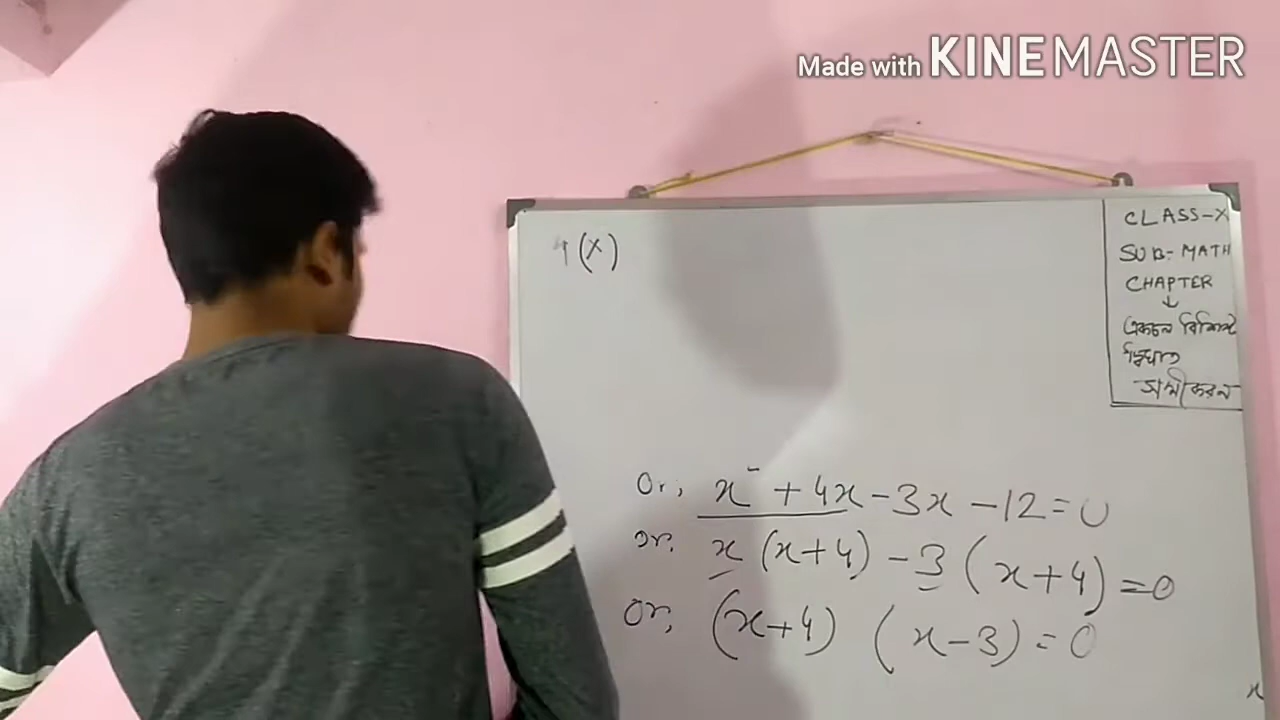 Made with KINEMASTER
CLASS-X
SUB-MATH
CHAPTER
↓
একচল বিশিষ্ট
দ্বিঘাত
সমীকরণ
4(x)
Or, x² + 4x - 3x - 12 = 0
or, x (x+4) - 3 (x+4) = 0
Or, (x+4) (x-3) = 0
x